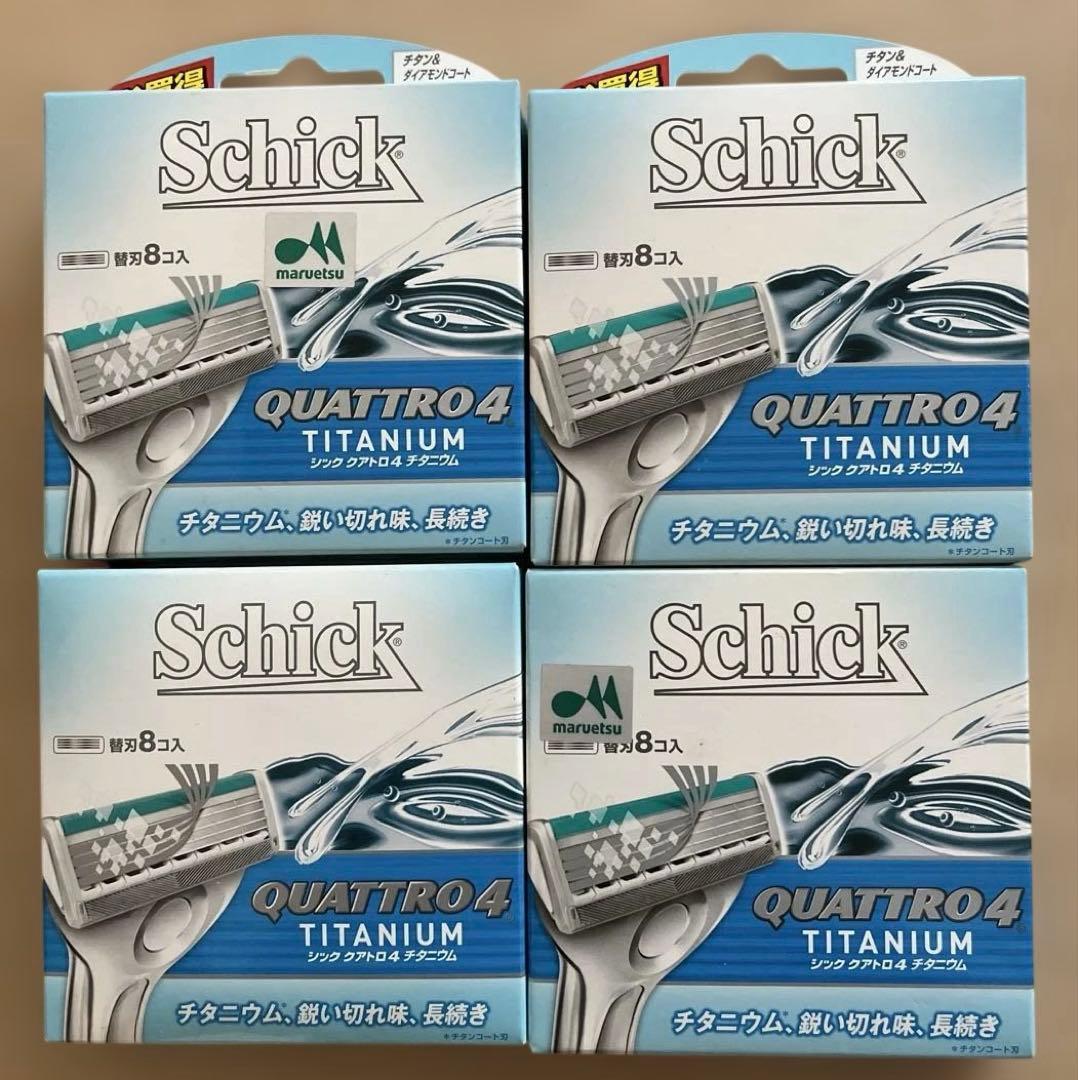 買得
チタン&
ダイアモンドコート
Schick®
替刃8コ入
maruetsu
QUATTRO4®
TITANIUM
シック クアトロ4 チタニウム
チタニウム*、鋭い切れ味、長続き
*チタンコート刃
買得
チタン&
ダイアモンドコート
Schick®
替刃8コ入
QUATTRO4®
TITANIUM
シック クアトロ4 チタニウム
チタニウム*、鋭い切れ味、長続き
*チタンコート刃
Schick®
替刃8コ入
QUATTRO4®
TITANIUM
シック クアトロ4 チタニウム
チタニウム*、鋭い切れ味、長続き
*チタンコート刃
Schick®
maruetsu
替刃8コ入
QUATTRO4®
TITANIUM
シック クアトロ4 チタニウム
チタニウム*、鋭い切れ味、長続き
*チタンコート刃